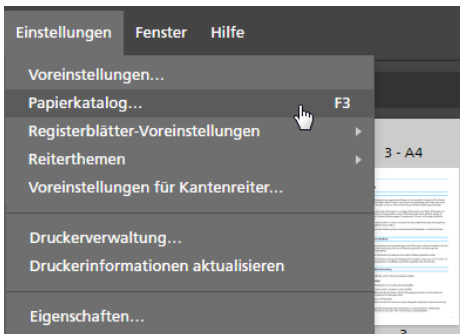 Einstellungen Fenster Hilfe
Voreinstellungen...
Papierkatalog... F3
Registerblätter-Voreinstellungen
3 - A4
Reiterthemen
Voreinstellungen für Kantenreiter...
Druckerverwaltung...
Druckerinformationen aktualisieren
Eigenschaften...